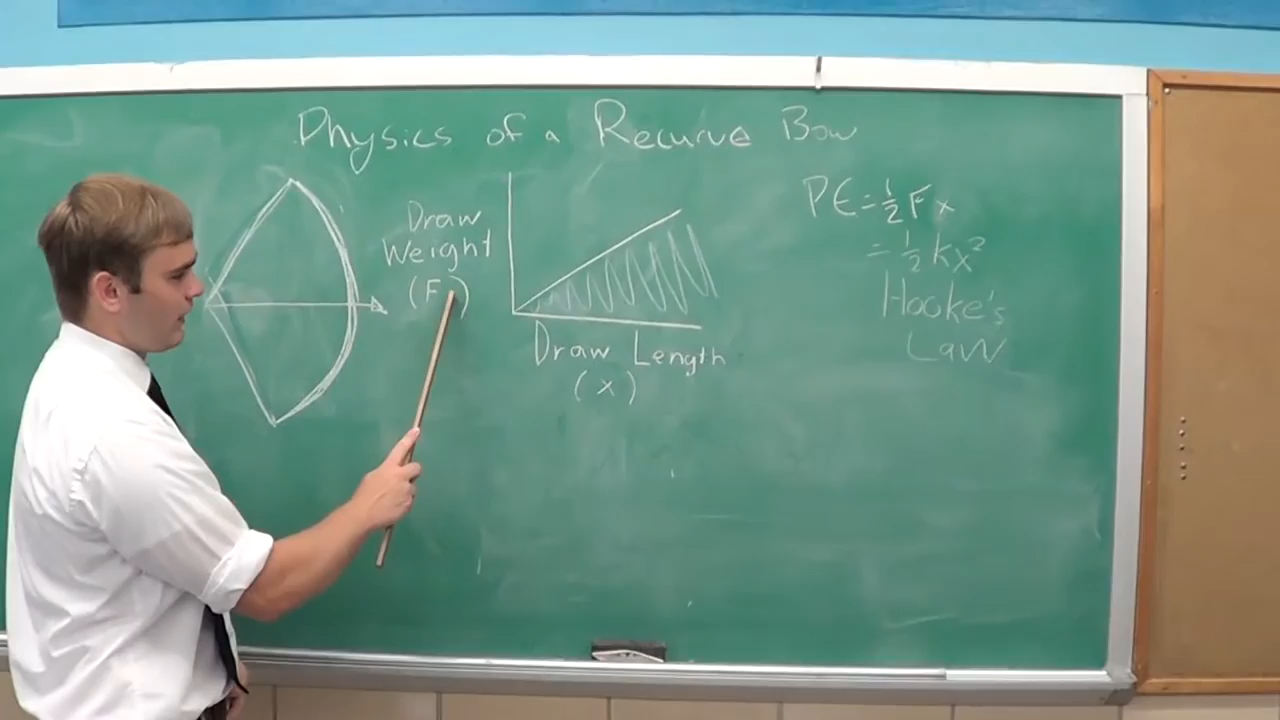 Physics of a Recurve Bow
Draw
Weight
(F)
Draw Length
(x)
PE = ½Fx
= ½kx²
Hooke's
Law